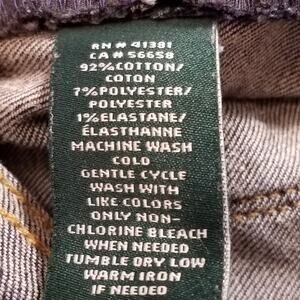 RN # 41381
CA # 56658
92% COTTON/
COTON
7% POLYESTER/
POLYESTER
1% ELASTANE/
ÉLASTHANNE
MACHINE WASH
COLD
GENTLE CYCLE
WASH WITH
LIKE COLORS
ONLY NON-
CHLORINE BLEACH
WHEN NEEDED
TUMBLE DRY LOW
WARM IRON
IF NEEDED